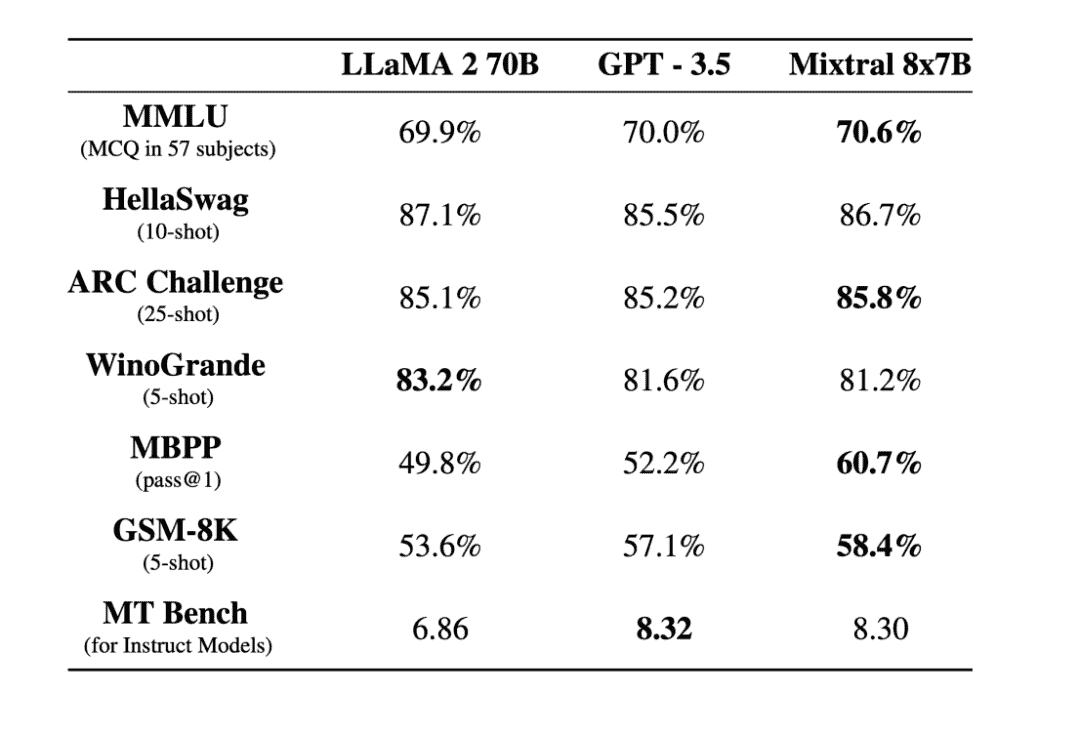 LLaMA 2 70B GPT - 3.5 Mixtral 8x7B
MMLU
(MCQ in 57 subjects)
69.9% 70.0% 70.6%
HellaSwag
(10-shot)
87.1% 85.5% 86.7%
ARC Challenge
(25-shot)
85.1% 85.2% 85.8%
WinoGrande
(5-shot)
83.2% 81.6% 81.2%
MBPP
(pass@1)
49.8% 52.2% 60.7%
GSM-8K
(5-shot)
53.6% 57.1% 58.4%
MT Bench
(for Instruct Models)
6.86 8.32 8.30